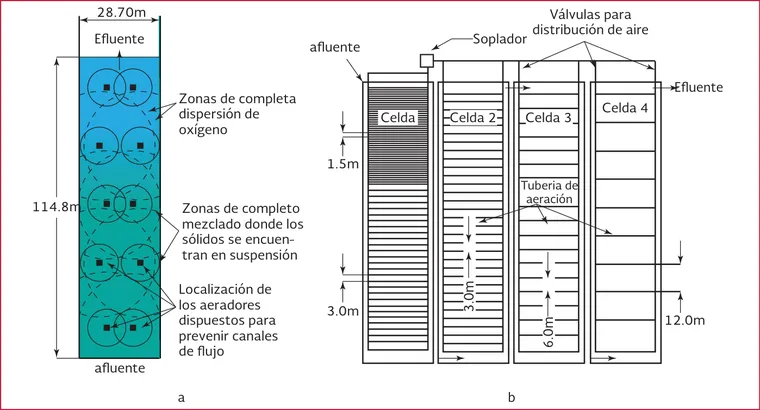 28.70m
Efluente
Zonas de completa
dispersión de
oxígeno
114.8m
Zonas de completo
mezclado donde los
sólidos se encuen-
tran en suspensión
Localización de
los aeradores
dispuestos para
prevenir canales
de flujo
afluente
a
Válvulas para
distribución de aire
Soplador
afluente
Efluente
Celda
Celda 2
Celda 3
Celda 4
1.5m
Tuberia de
aeración
3.0m
3.0m
6.0m
12.0m
b